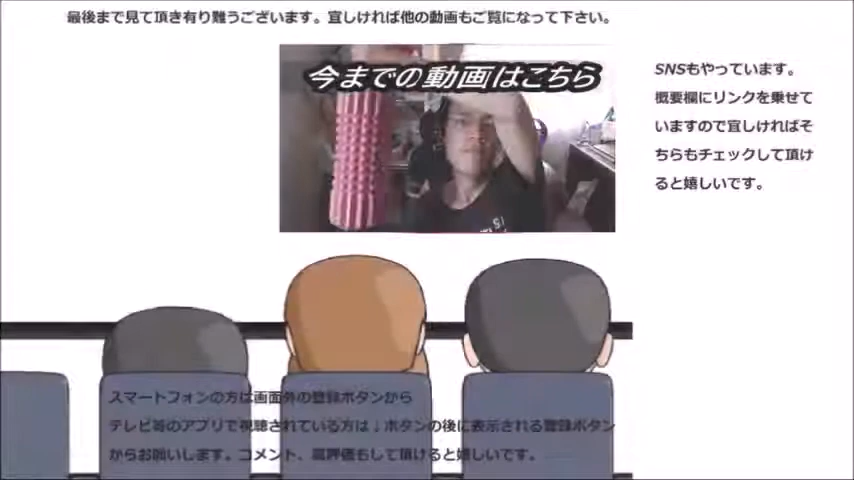 最後まで見て頂き有り難うございます。宜しければ他の動画もご覧になって下さい。
今までの動画はこちら
SNSもやっています。
概要欄にリンクを乗せて
いますので宜しければそ
ちらもチェックして頂け
ると嬉しいです。
スマートフォンの方は画面外の登録ボタンから
テレビ等のアプリで視聴されている方は↓ボタンの後に表示される登録ボタン
からお願いします。コメント、高評価もして頂けると嬉しいです。